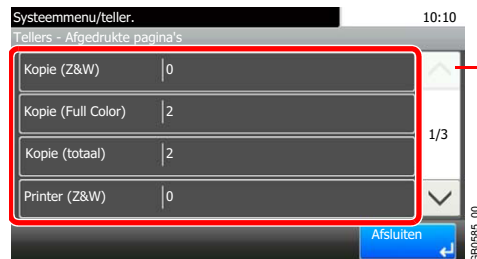 Systeemmenu/teller.
10:10
Tellers - Afgedrukte pagina's
Kopie (Z&W) 0
Kopie (Full Color) 2
1/3
Kopie (totaal) 2
Printer (Z&W) 0
Afsluiten
GB0585_00